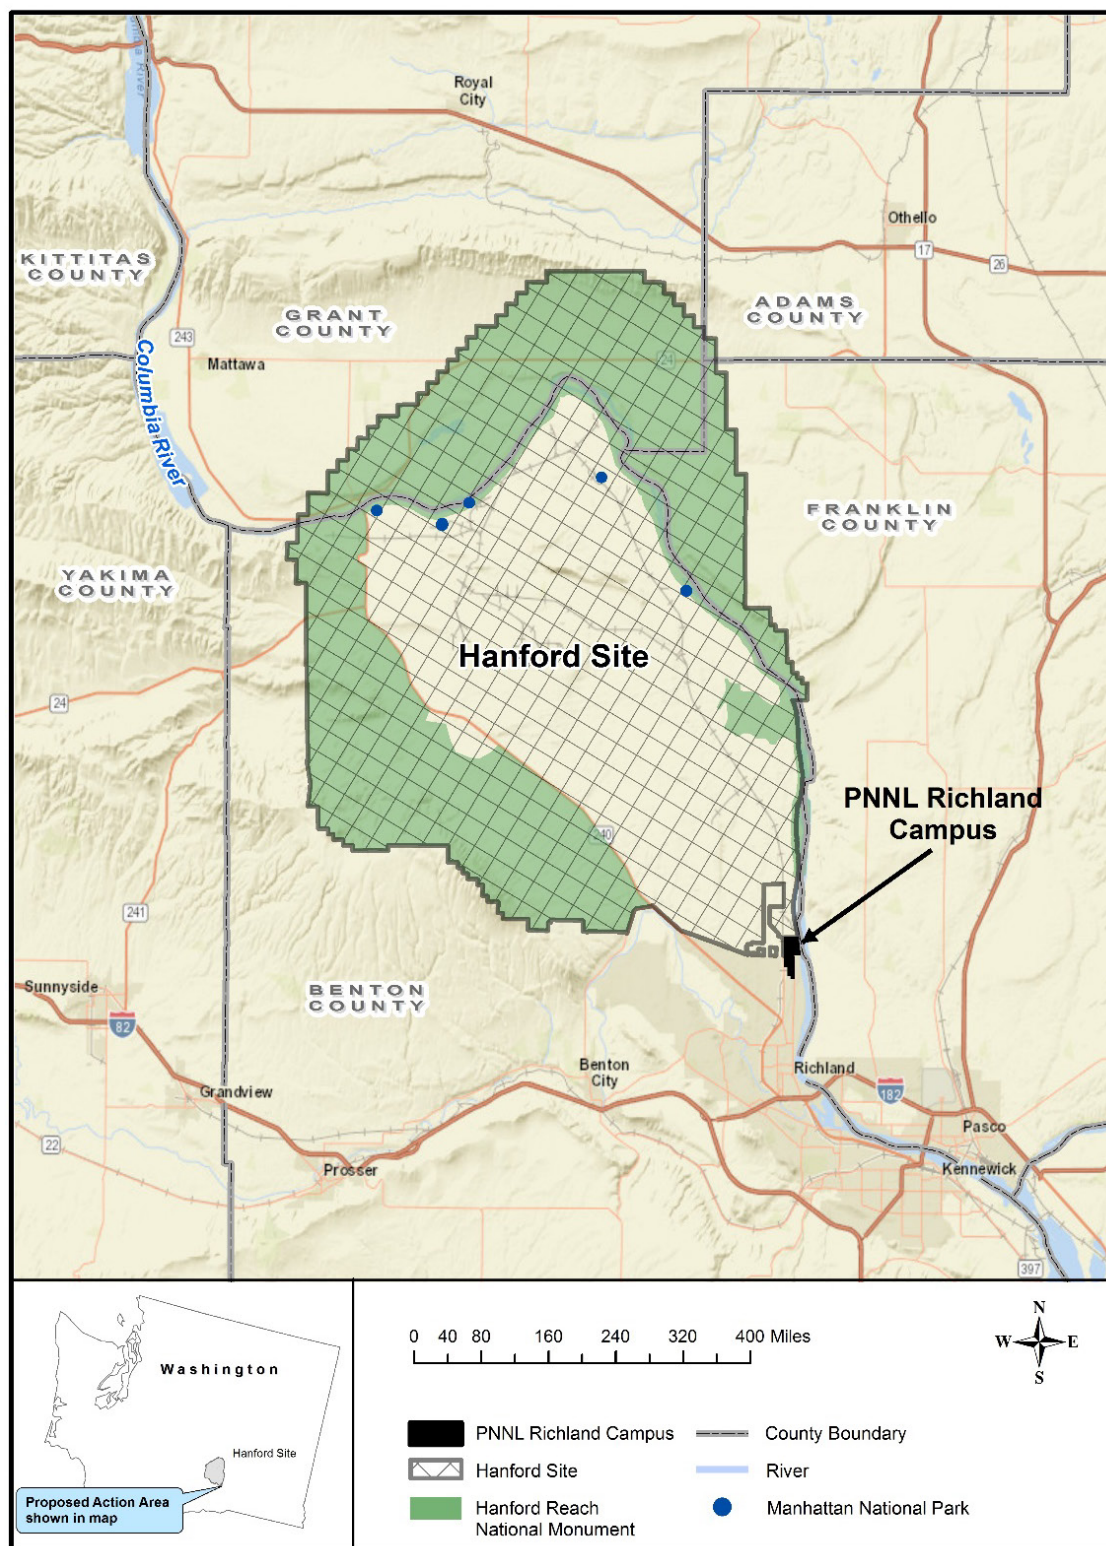 Royal
City
Othello
17
26
KITTITAS
COUNTY
GRANT
COUNTY
ADAMS
COUNTY
243
Mattawa
24
Columbia River
FRANKLIN
COUNTY
YAKIMA
COUNTY
Hanford Site
24
PNNL Richland
Campus
240
241
Sunnyside
BENTON
COUNTY
82
Benton
City
Richland
Grandview
182
Pasco
22
Prosser
Kennewick
397
Washington
Hanford Site
Proposed Action Area
shown in map
0 40 80 160 240 320 400 Miles
N
W E
S
PNNL Richland Campus
County Boundary
Hanford Site
River
Hanford Reach
National Monument
Manhattan National Park